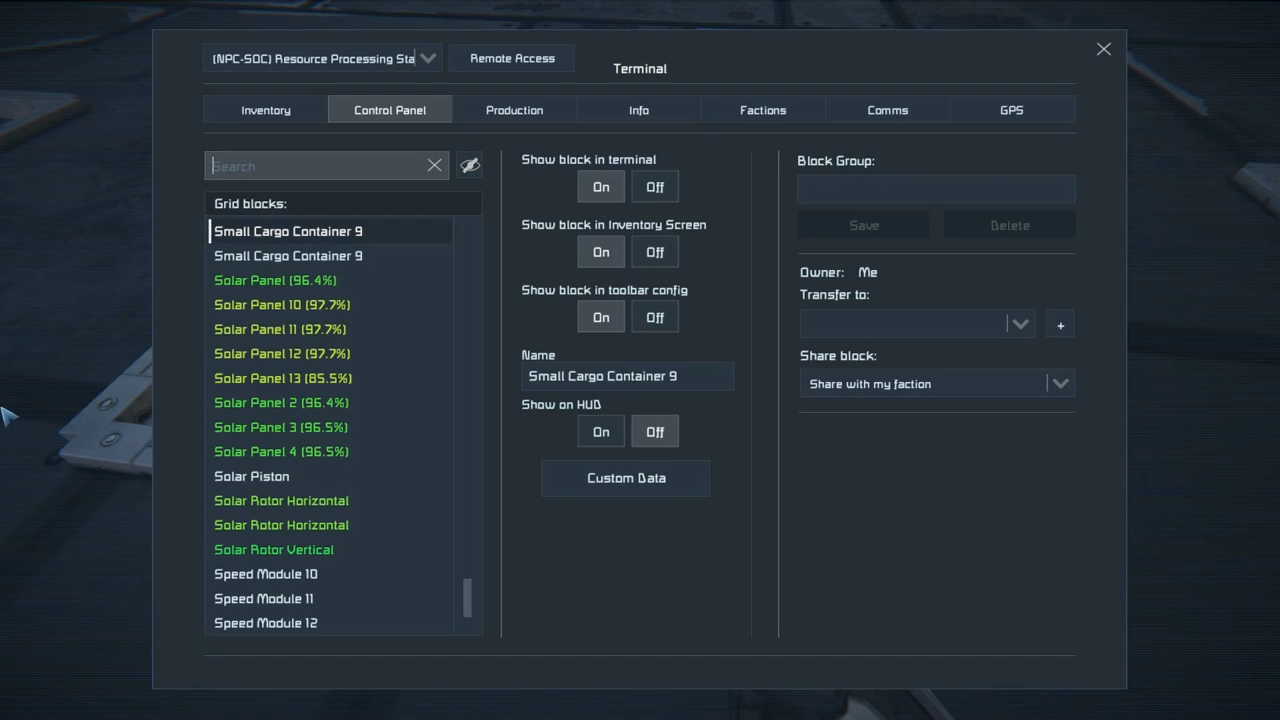 (NPC-SOC) Resource Processing Sta
Remote Access
Terminal
Inventory
Control Panel
Production
Info
Factions
Comms
GPS
Search
Grid blocks:
Small Cargo Container 9
Small Cargo Container 9
Solar Panel (96.4%)
Solar Panel 10 (97.7%)
Solar Panel 11 (97.7%)
Solar Panel 12 (97.7%)
Solar Panel 13 (85.5%)
Solar Panel 2 (96.4%)
Solar Panel 3 (96.5%)
Solar Panel 4 (96.5%)
Solar Piston
Solar Rotor Horizontal
Solar Rotor Horizontal
Solar Rotor Vertical
Speed Module 10
Speed Module 11
Speed Module 12
Show block in terminal
On Off
Show block in Inventory Screen
On Off
Show block in toolbar config
On Off
Name
Small Cargo Container 9
Show on HUD
On Off
Custom Data
Block Group:
Save
Delete
Owner: Me
Transfer to:
+
Share block:
Share with my faction